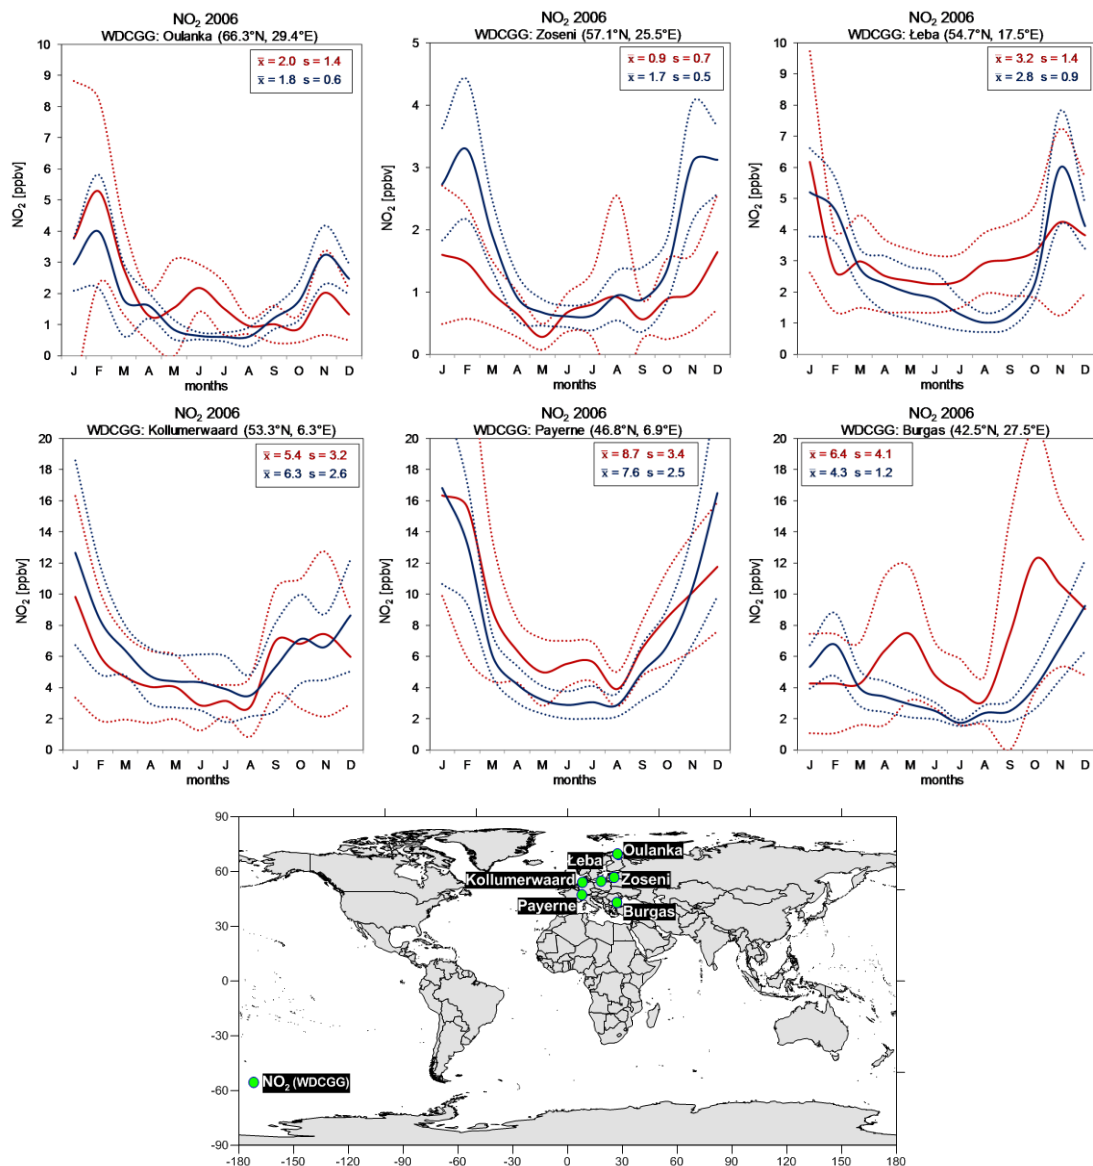 NO₂ 2006
WDCGG: Oulanka (66.3°N, 29.4°E)
x̄ = 2.0 s = 1.4
x̄ = 1.8 s = 0.6
NO₂ [ppbv]
10
9
8
7
6
5
4
3
2
1
0
J F M A M J J A S O N D
months
NO₂ 2006
WDCGG: Zoseni (57.1°N, 25.5°E)
x̄ = 0.9 s = 0.7
x̄ = 1.7 s = 0.5
NO₂ [ppbv]
5
4
3
2
1
0
J F M A M J J A S O N D
months
NO₂ 2006
WDCGG: Łeba (54.7°N, 17.5°E)
x̄ = 3.2 s = 1.4
x̄ = 2.8 s = 0.9
NO₂ [ppbv]
10
9
8
7
6
5
4
3
2
1
0
J F M A M J J A S O N D
months
NO₂ 2006
WDCGG: Kollumerwaard (53.3°N, 6.3°E)
x̄ = 5.4 s = 3.2
x̄ = 6.3 s = 2.6
NO₂ [ppbv]
20
18
16
14
12
10
8
6
4
2
0
J F M A M J J A S O N D
months
NO₂ 2006
WDCGG: Payerne (46.8°N, 6.9°E)
x̄ = 8.7 s = 3.4
x̄ = 7.6 s = 2.5
NO₂ [ppbv]
20
18
16
14
12
10
8
6
4
2
0
J F M A M J J A S O N D
months
NO₂ 2006
WDCGG: Burgas (42.5°N, 27.5°E)
x̄ = 6.4 s = 4.1
x̄ = 4.3 s = 1.2
NO₂ [ppbv]
20
18
16
14
12
10
8
6
4
2
0
J F M A M J J A S O N D
months
90
60
30
0
-30
-60
-90
Oulanka
Łeba
Kollumerwaard
Zoseni
Payerne
Burgas
NO₂ (WDCGG)
-180 -150 -120 -90 -60 -30 0 30 60 90 120 150 180